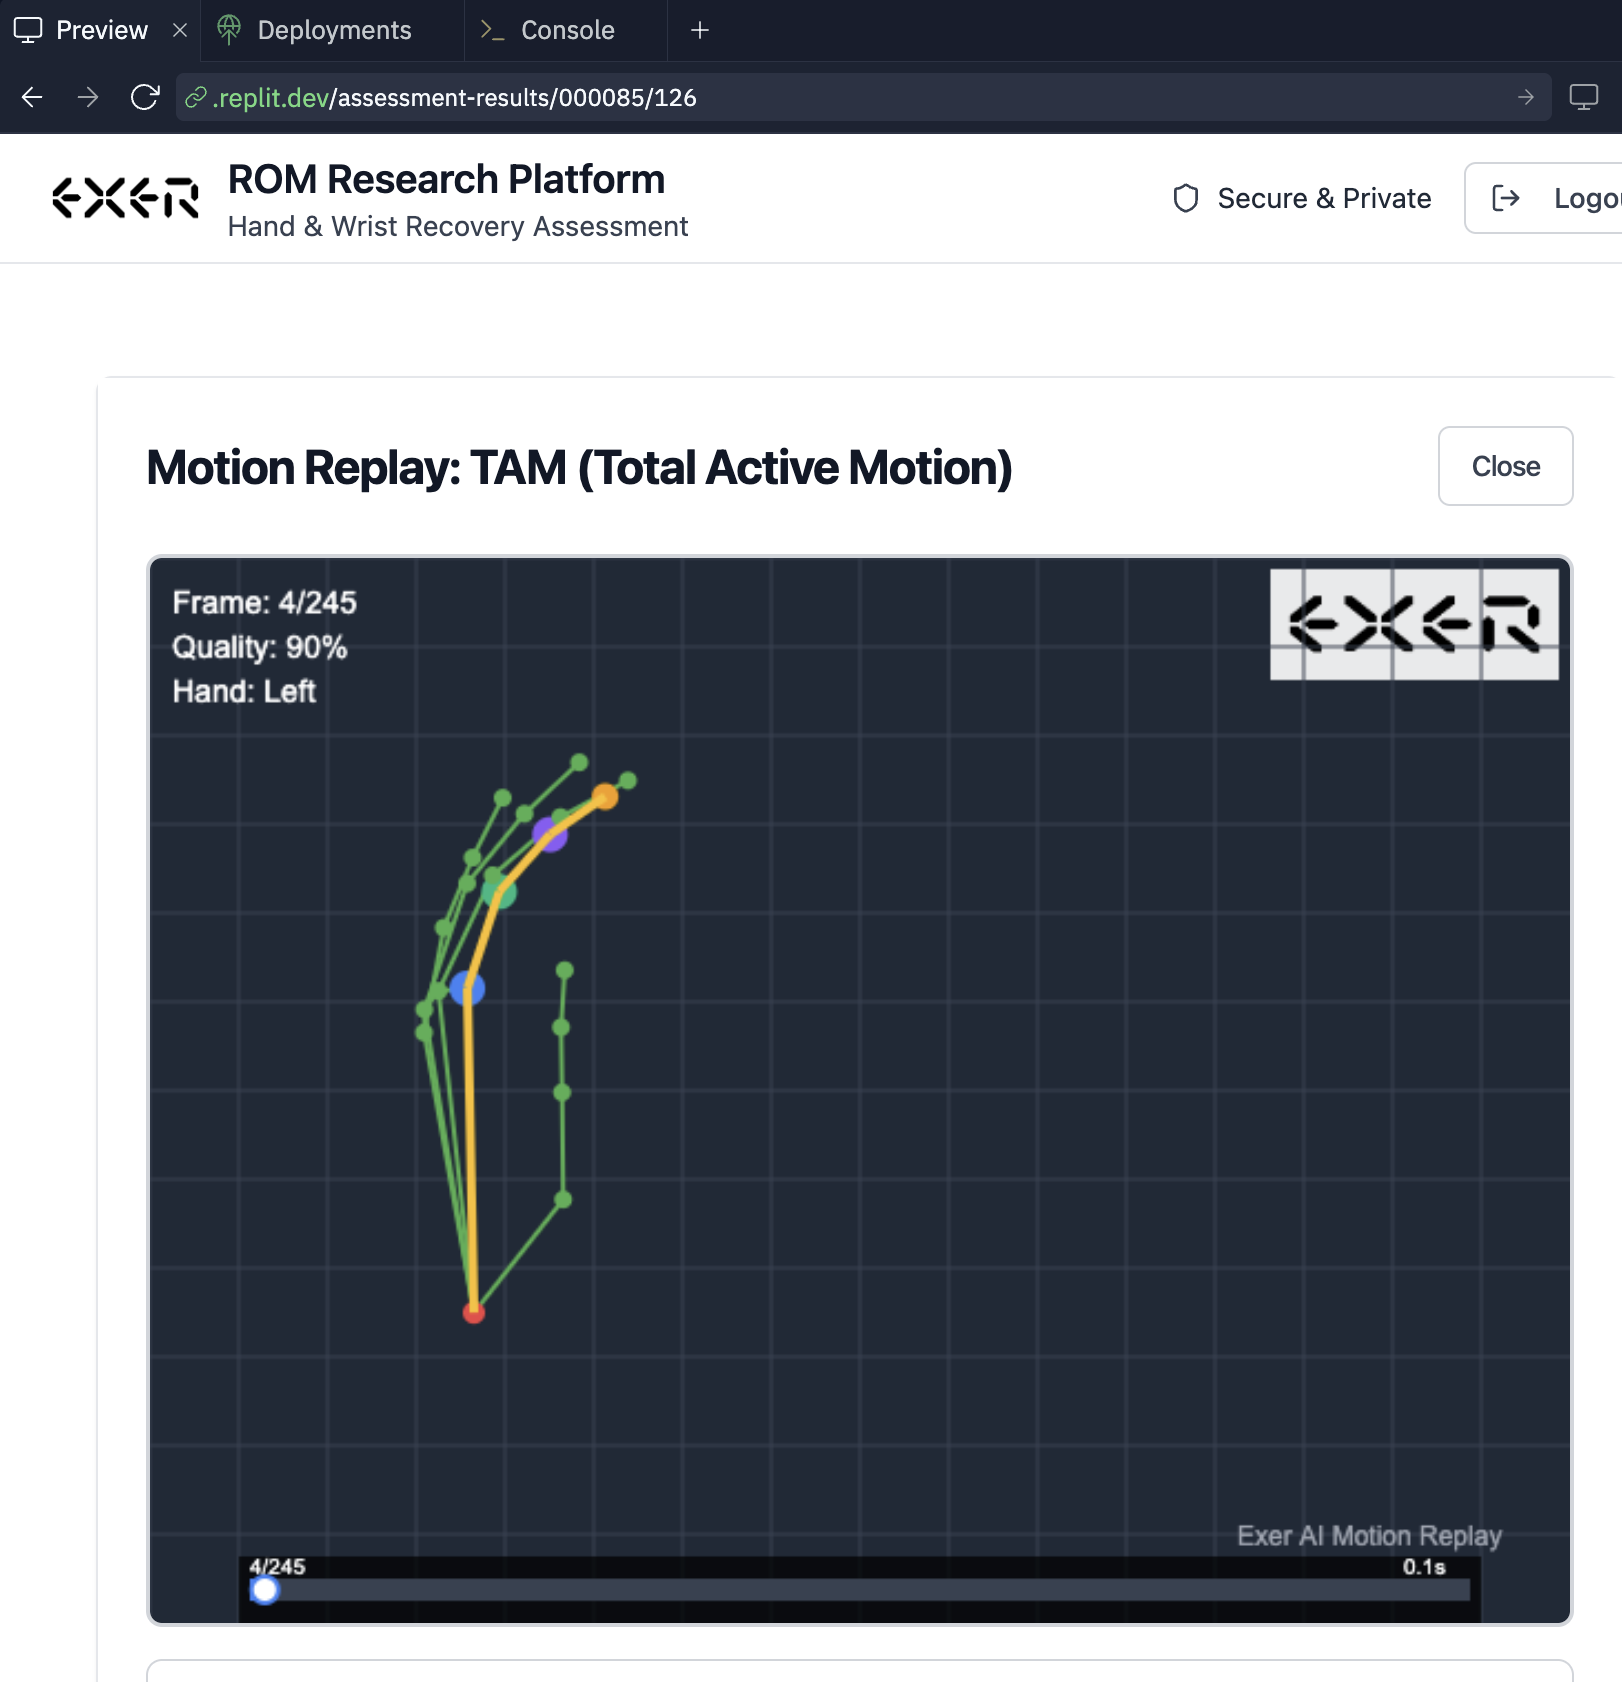 Preview
Deployments
Console
.replit.dev/assessment-results/000085/126
EXER
ROM Research Platform
Hand & Wrist Recovery Assessment
Secure & Private
Logou
Motion Replay: TAM (Total Active Motion)
Close
Frame: 4/245
Quality: 90%
Hand: Left
EXER
Exer AI Motion Replay
4/245
0.1s